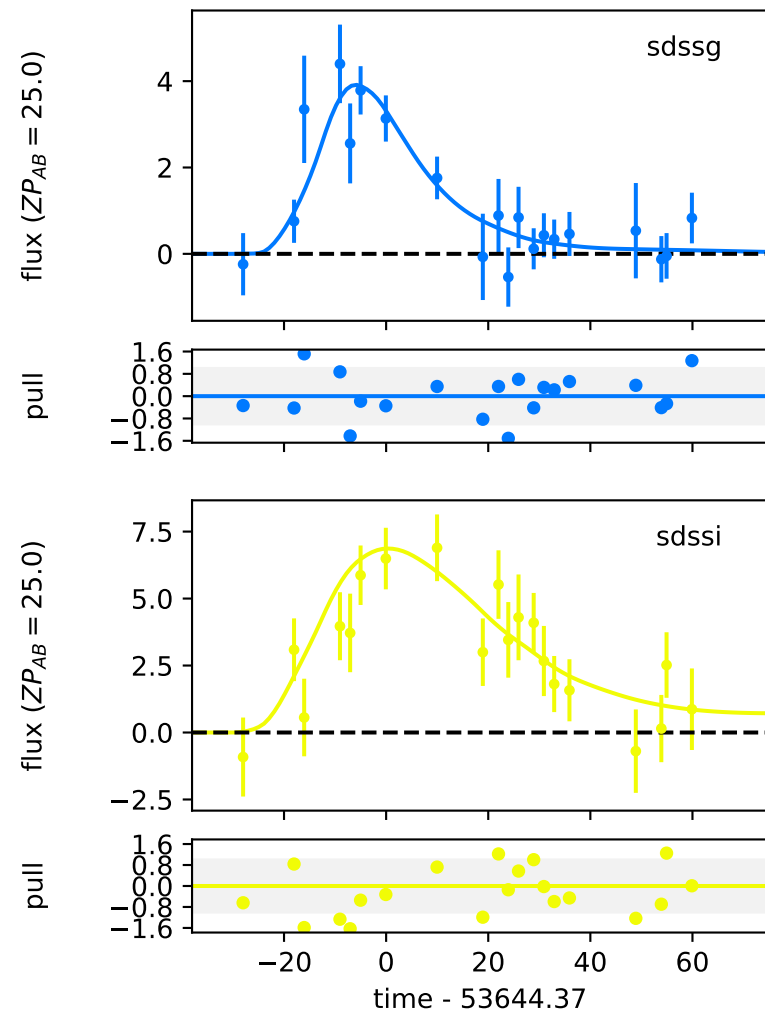 sdssg
flux ($ZP_{AB}$ = 25.0)
4
2
0
pull
1.6
0.8
0.0
−0.8
−1.6
sdssi
flux ($ZP_{AB}$ = 25.0)
7.5
5.0
2.5
0.0
−2.5
pull
1.6
0.8
0.0
−0.8
−1.6
−20 0 20 40 60
time - 53644.37